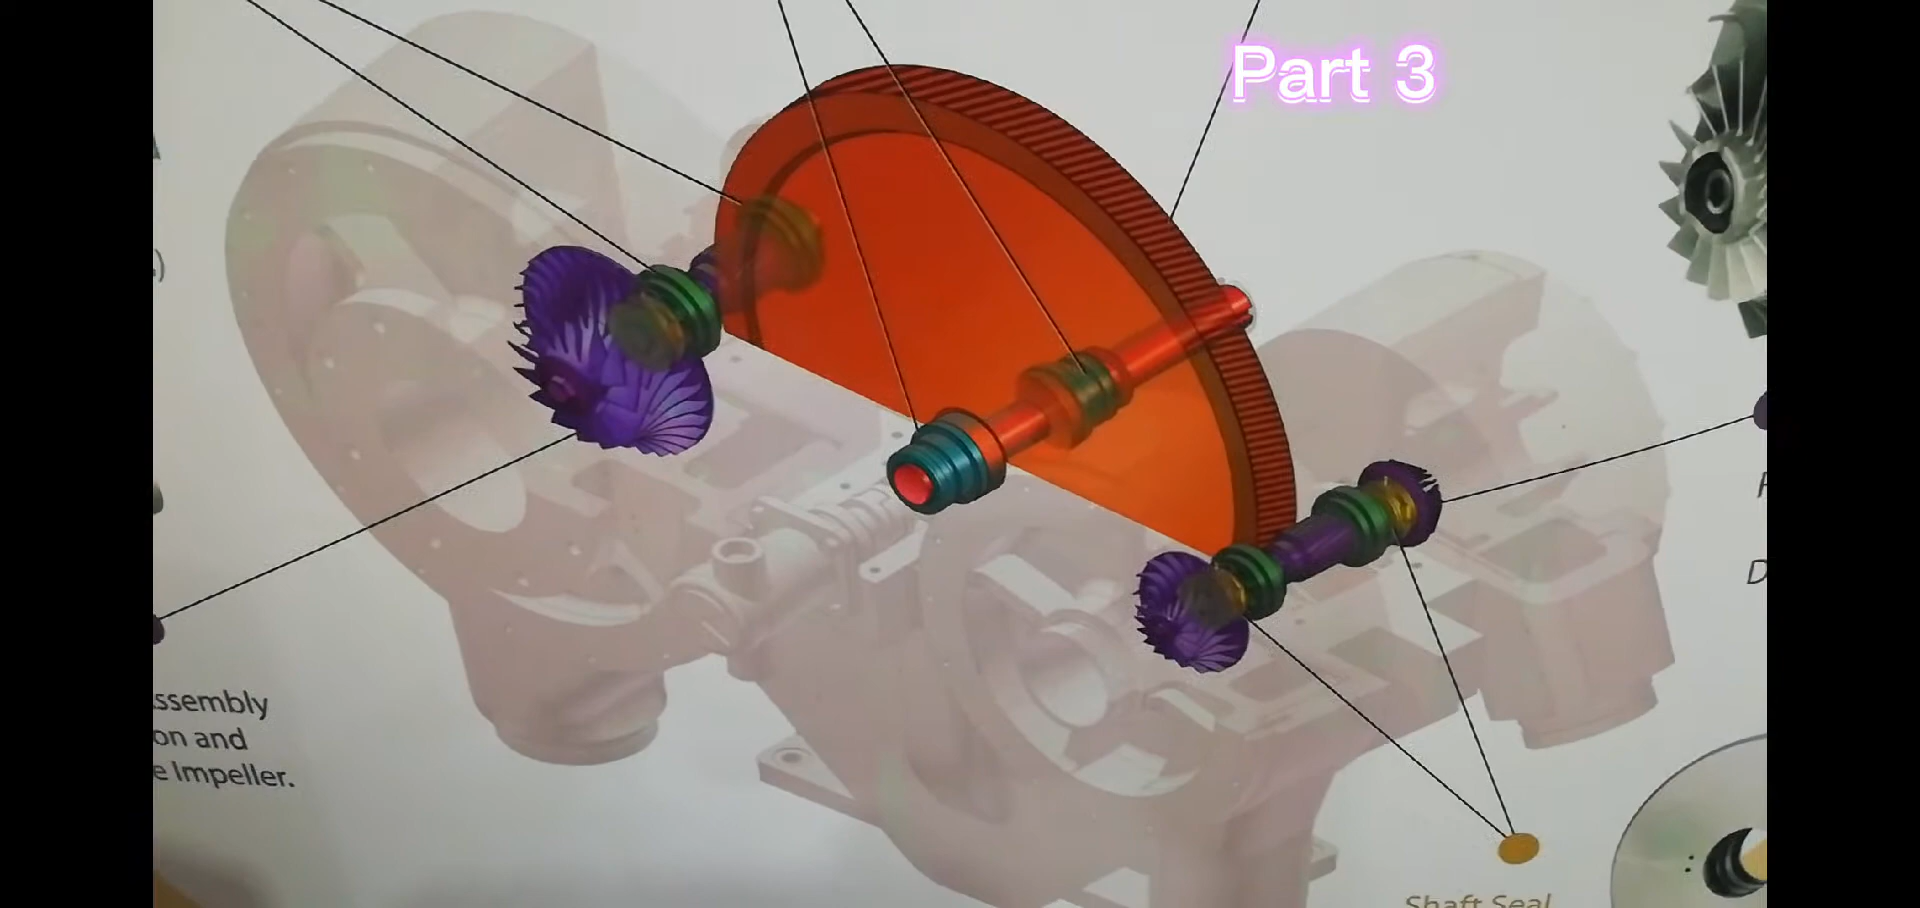 Part 3
ssembly
on and
e Impeller.
Shaft Seal